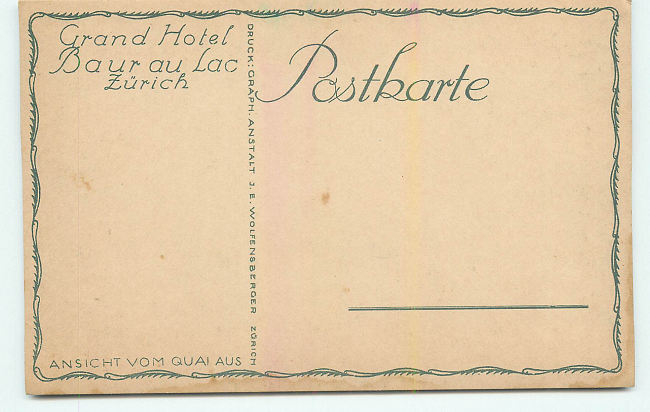 Grand Hotel
Baur au Lac
Zürich
Postkarte
DRUCK: GRAPH. ANSTALT J. E. WOLFENSBERGER ZÜRICH
ANSICHT VOM QUAI AUS